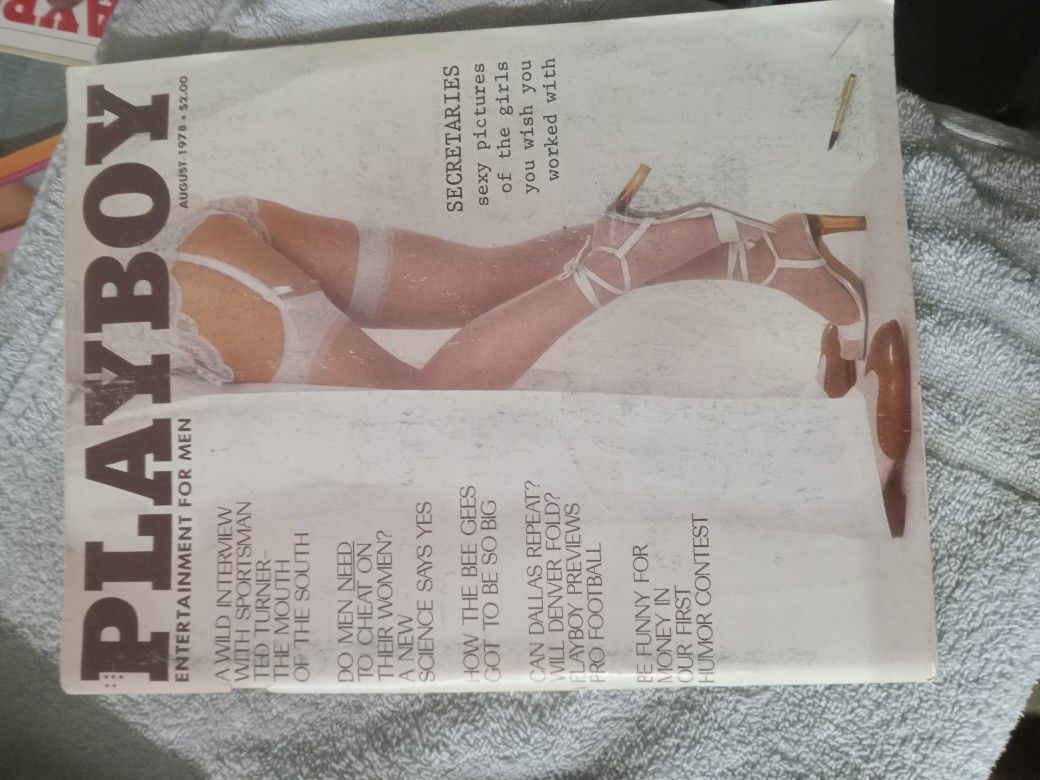 PLAYBOY
ENTERTAINMENT FOR MEN
AUGUST 1978 • $2.00
A WILD INTERVIEW
WITH SPORTSMAN
TED TURNER–
THE MOUTH
OF THE SOUTH
DO MEN NEED
TO CHEAT ON
THEIR WOMEN?
A NEW
SCIENCE SAYS YES
HOW THE BEE GEES
GOT TO BE SO BIG
CAN DALLAS REPEAT?
WILL DENVER FOLD?
PLAYBOY PREVIEWS
PRO FOOTBALL
BE FUNNY FOR
MONEY IN
OUR FIRST
HUMOR CONTEST
SECRETARIES
sexy pictures
of the girls
you wish you
worked with